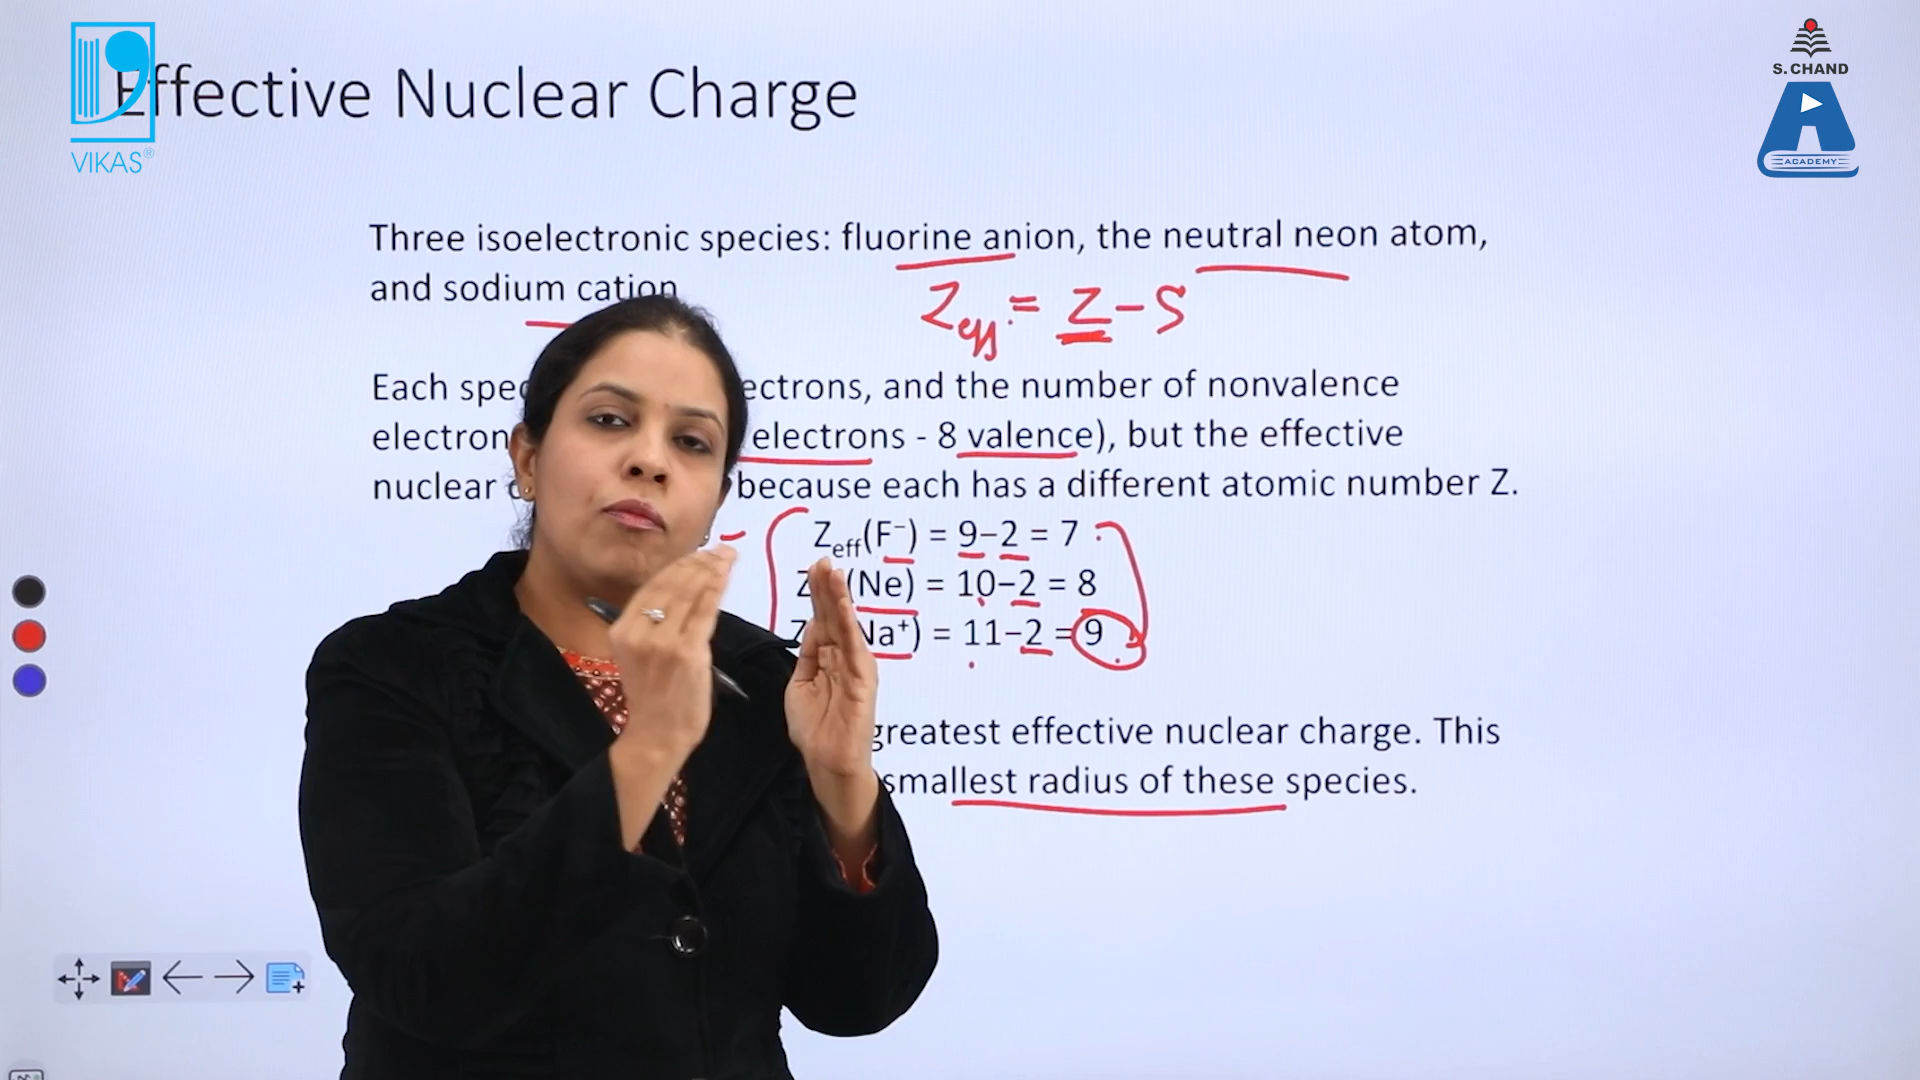 VIKAS®
S. CHAND
ACADEMY
Effective Nuclear Charge
Three isoelectronic species: fluorine anion, the neutral neon atom,
and sodium cation
Zeff = Z - S
Each ectrons, and the number of nonvalence
electron electrons - 8 valence), but the effective
nuclear because each has a different atomic number Z.
Zeff(F⁻) = 9−2 = 7
Z (Ne) = 10−2 = 8
Z Na⁺) = 11−2 = 9
greatest effective nuclear charge. This
smallest radius of these species.